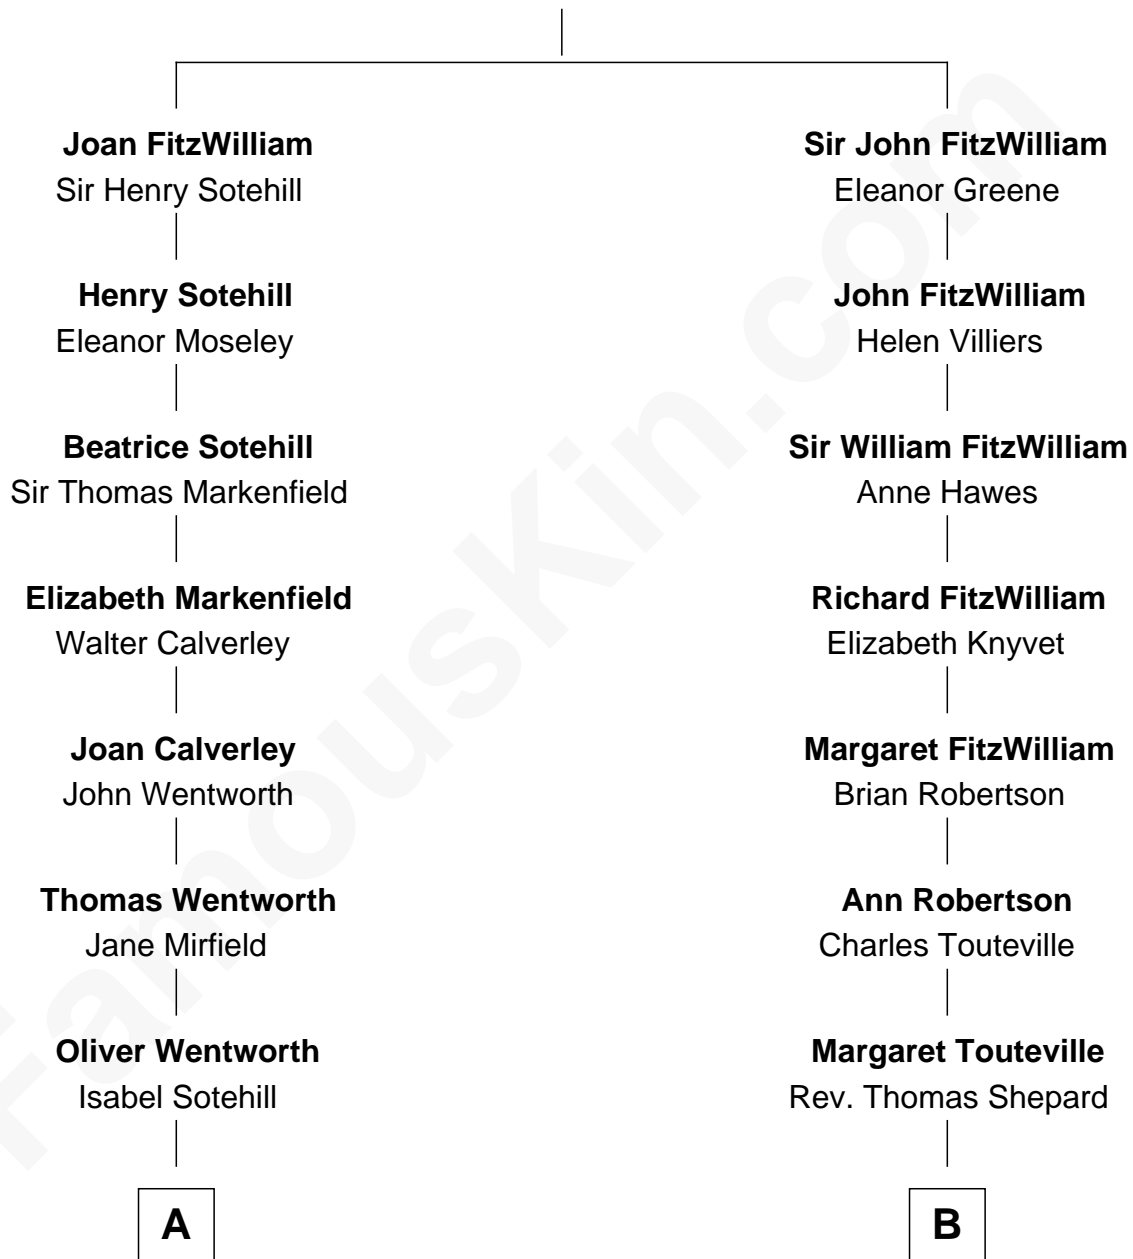 Joan FitzWilliam
Sir Henry Sotehill
Henry Sotehill
Eleanor Moseley
Beatrice Sotehill
Sir Thomas Markenfield
Elizabeth Markenfield
Walter Calverley
Joan Calverley
John Wentworth
Thomas Wentworth
Jane Mirfield
Oliver Wentworth
Isabel Sotehill
A
Sir John FitzWilliam
Eleanor Greene
John FitzWilliam
Helen Villiers
Sir William FitzWilliam
Anne Hawes
Richard FitzWilliam
Elizabeth Knyvet
Margaret FitzWilliam
Brian Robertson
Ann Robertson
Charles Touteville
Margaret Touteville
Rev. Thomas Shepard
B
FamousKin.com